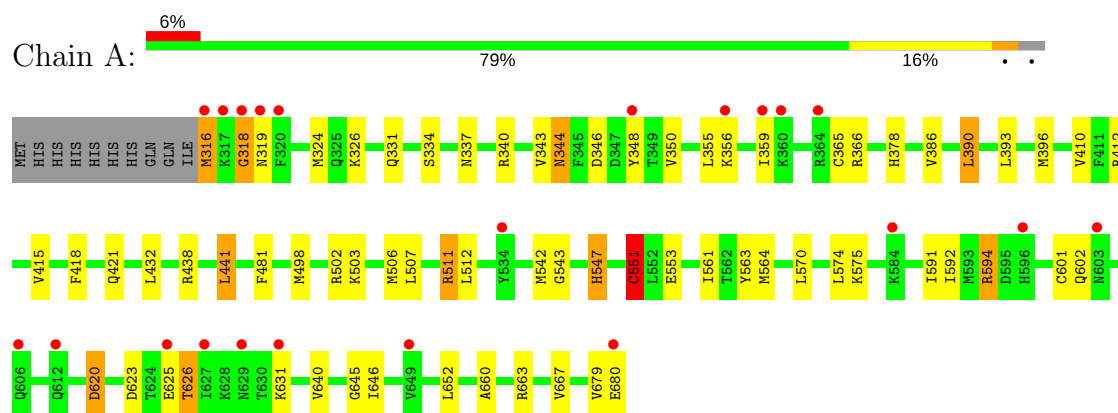 6%
Chain A:
79% 16% • •
MET HIS HIS HIS HIS HIS HIS GLN GLN ILE M316 K317 G318 N319 F320 M324 Q325 K326 Q331 S334 N337 R340 V343 N344 F345 D346 D347 Y348 T349 V350 L355 K356 I359 K360 R364 C365 R366 H378 V386 L390 L393 M396 V410 F411 R412
V415 F418 Q421 L432 R438 L441 F481 M498 R502 K503 M506 L507 R511 L512 Y534 M542 G543 H547 C551 L552 E553 I561 T562 Y563 M564 L570 L574 K575 K584 I591 I592 M593 R594 D595 H596 C601 Q602 N603
Q606 Q612 D620 D623 T624 E625 T626 I627 K628 N629 T630 K631 V640 G645 I646 V649 L652 A660 R663 V667 V679 E680